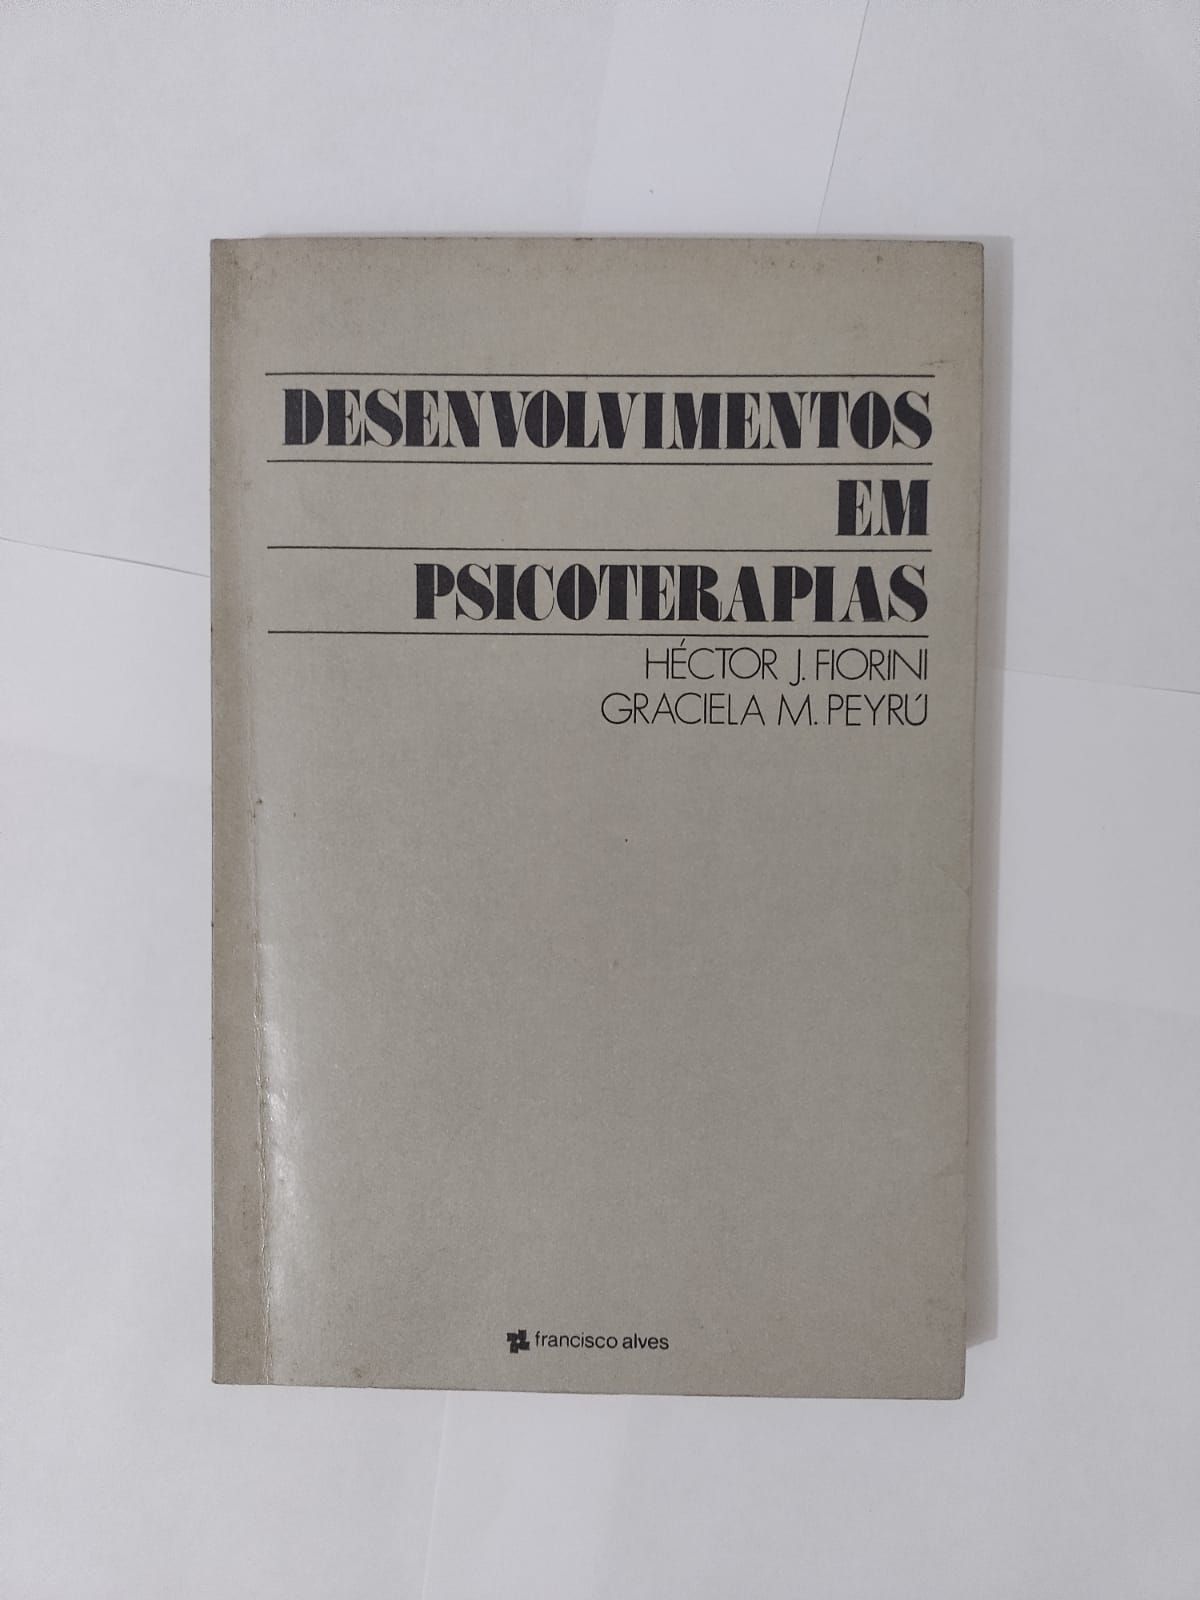 DESENVOLVIMENTOS
EM
PSICOTERAPIAS
HÉCTOR J. FIORINI
GRACIELA M. PEYRÚ
francisco alves